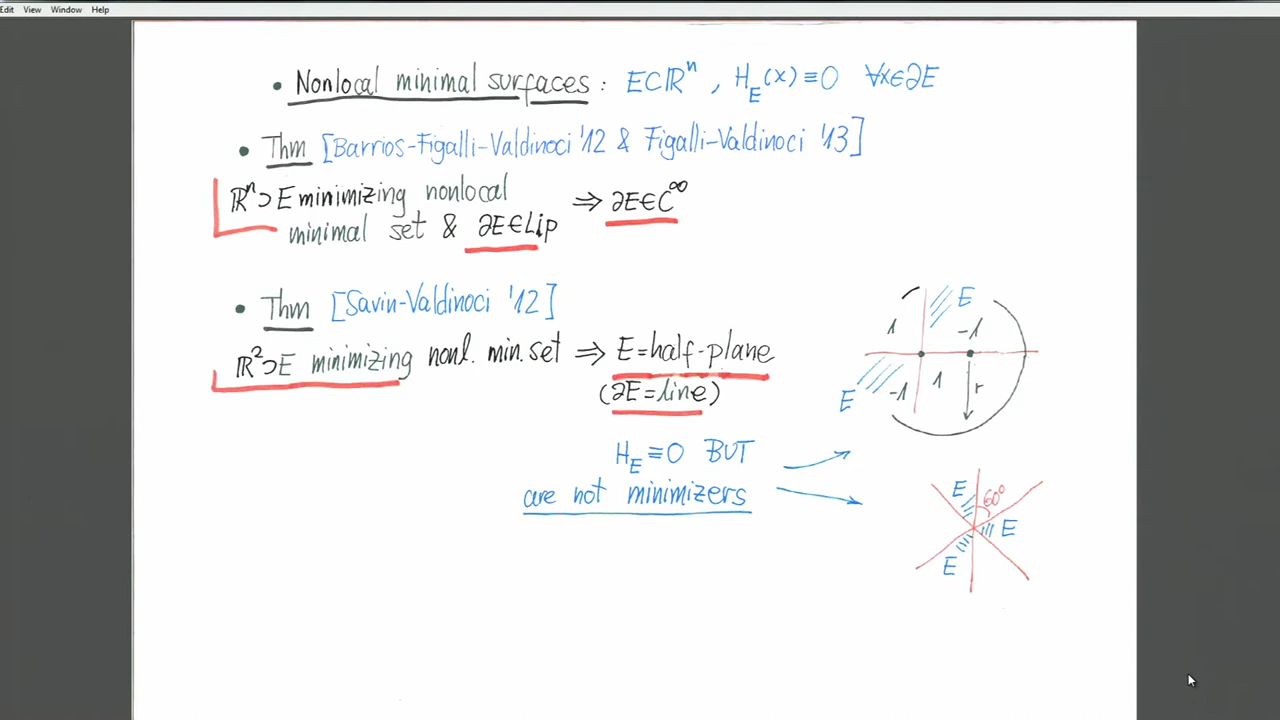 Edit View Window Help
• Nonlocal minimal surfaces : E⊂ℝⁿ , H_E(x)≡0 ∀x∈∂E
• Thm [Barrios-Figalli-Valdinoci '12 & Figalli-Valdinoci '13]
ℝⁿ⊃E minimizing nonlocal
minimal set & ∂E∈Lip ⇒ ∂E∈C^∞
• Thm [Savin-Valdinoci '12]
ℝ²⊃E minimizing nonl. min. set ⇒ E=half-plane
(∂E=line)
H_E≡0 BUT
are not minimizers
E
1 -1
E -1 1 r
E 60°
E
E